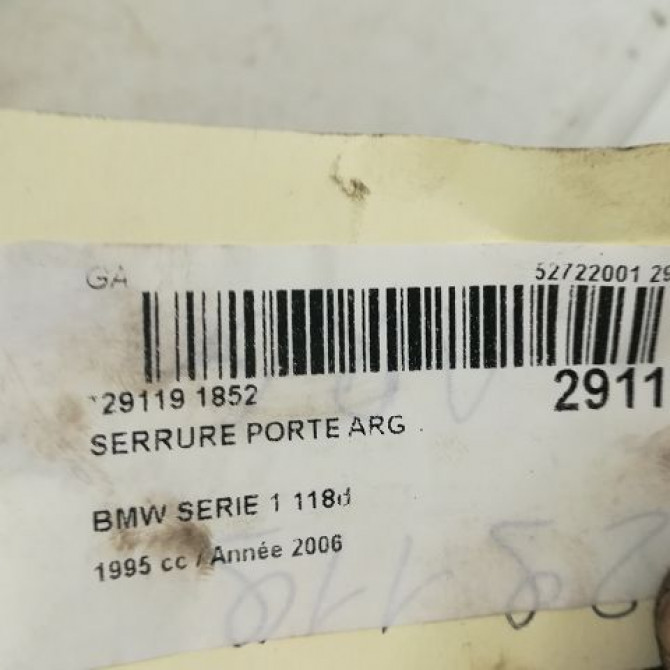 GA
52722001 29
*29119 1852
2911
SERRURE PORTE ARG
BMW SERIE 1 118d
1995 cc / Année 2006